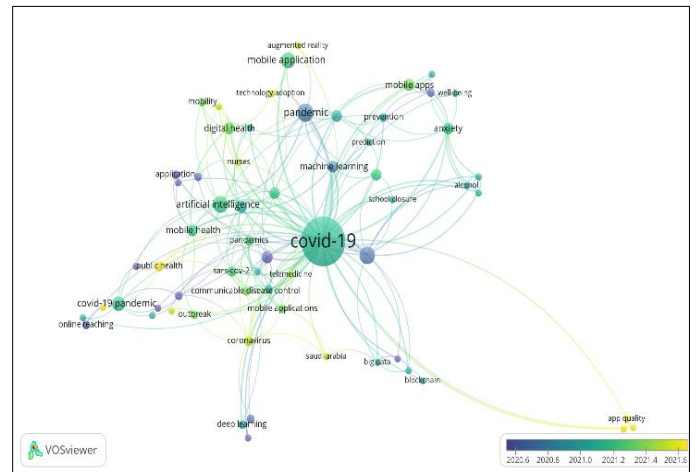 augmented reality
mobile application
mobile apps
technology adoption
well-being
mobility
pandemic
prevention
digital health
anxiety
prediction
nurses
machine learning
application
alcohol
school closure
artificial intelligence
mobile health
pandemics
covid-19
public health
sars-cov-2
telemedicine
communicable disease control
covid-19 pandemic
mobile applications
outbreak
online teaching
coronavirus
saudi arabia
big data
blockchain
app quality
deep learning
VOSviewer
2020.6 2020.8 2021.0 2021.2 2021.4 2021.6